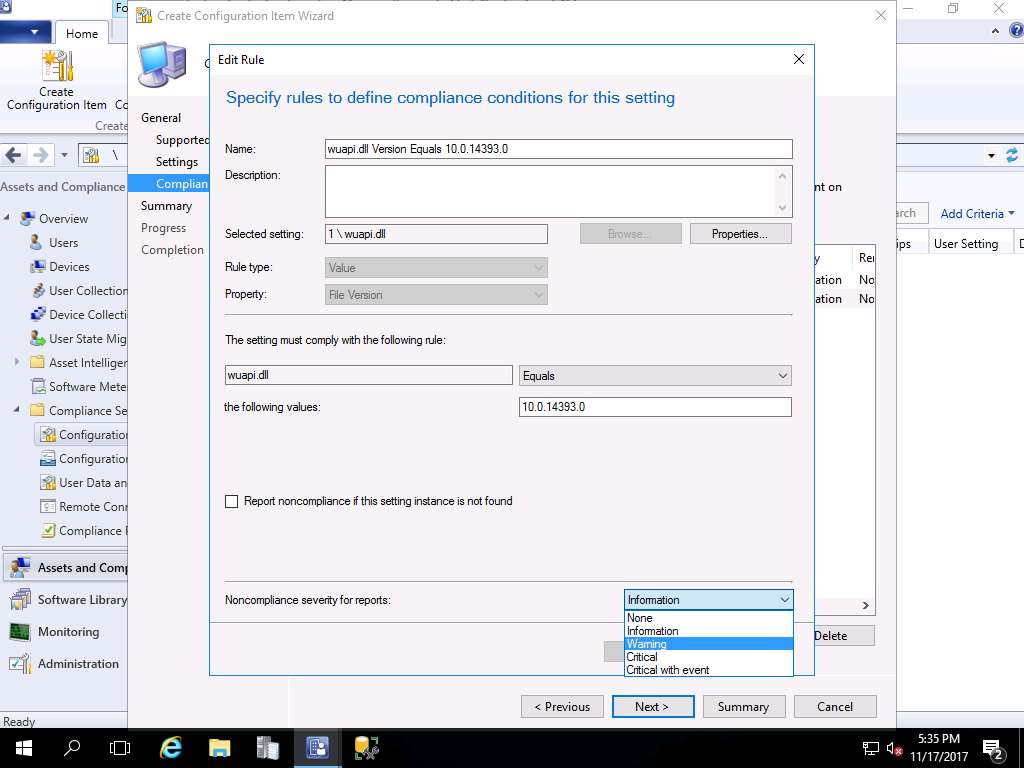 Fo
Create Configuration Item Wizard
Home
Create
Configuration Item
Co
Create
\
Edit Rule
Specify rules to define compliance conditions for this setting
Name:
wuapi.dll Version Equals 10.0.14393.0
Description:
Selected setting:
1 \ wuapi.dll
Browse...
Properties...
Rule type:
Value
Property:
File Version
The setting must comply with the following rule:
wuapi.dll
Equals
the following values:
10.0.14393.0
Report noncompliance if this setting instance is not found
Noncompliance severity for reports:
Information
None
Information
Warning
Critical
Critical with event
General
Supported
Settings
Complian
Summary
Progress
Completion
nt on
arch
Add Criteria
ips
User Setting
D
y
Re
ation
No
ation
No
Delete
< Previous
Next >
Summary
Cancel
Assets and Compliance
Overview
Users
Devices
User Collection
Device Collecti
User State Mig
Asset Intelliger
Software Mete
Compliance Se
Configuratio
Configuratio
User Data an
Remote Conn
Compliance P
Assets and Comp
Software Library
Monitoring
Administration
Ready
5:35 PM
11/17/2017
2